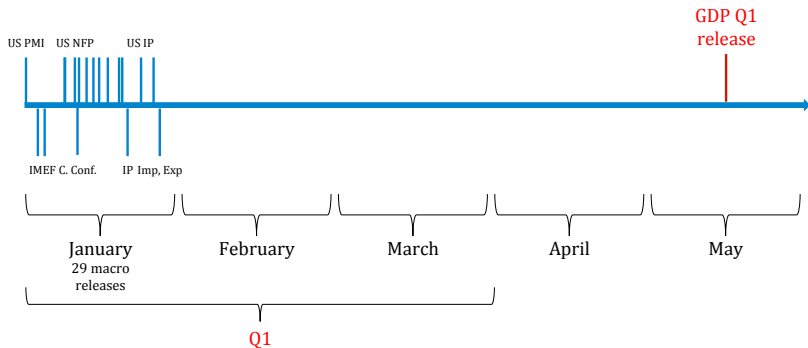 GDP Q1
release
US PMI US NFP US IP
IMEF C. Conf. IP Imp, Exp
January February March April May
29 macro
releases
Q1